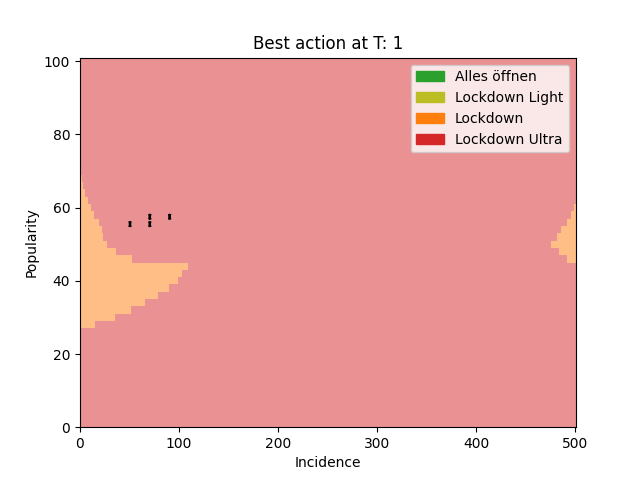 Best action at T: 1
Alles öffnen
Lockdown Light
Lockdown
Lockdown Ultra
Popularity
100
80
60
40
20
0
0 100 200 300 400 500
Incidence